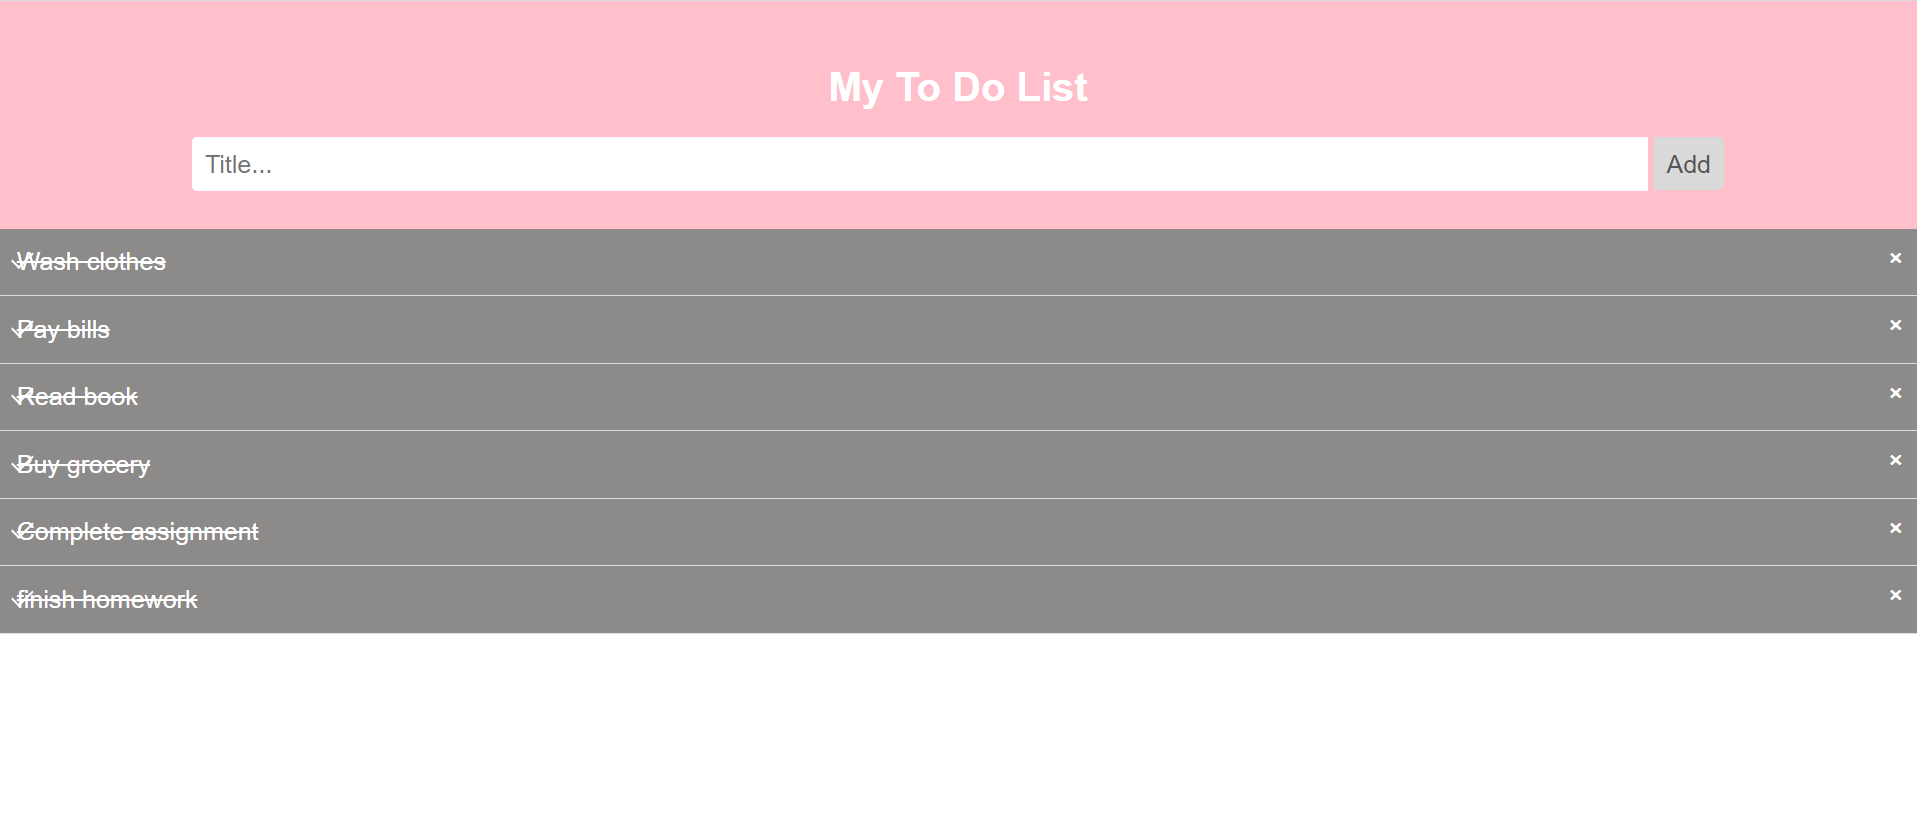 My To Do List
Title...
Add
Wash clothes ×
Pay bills ×
Read book ×
Buy grocery ×
Complete assignment ×
finish homework ×